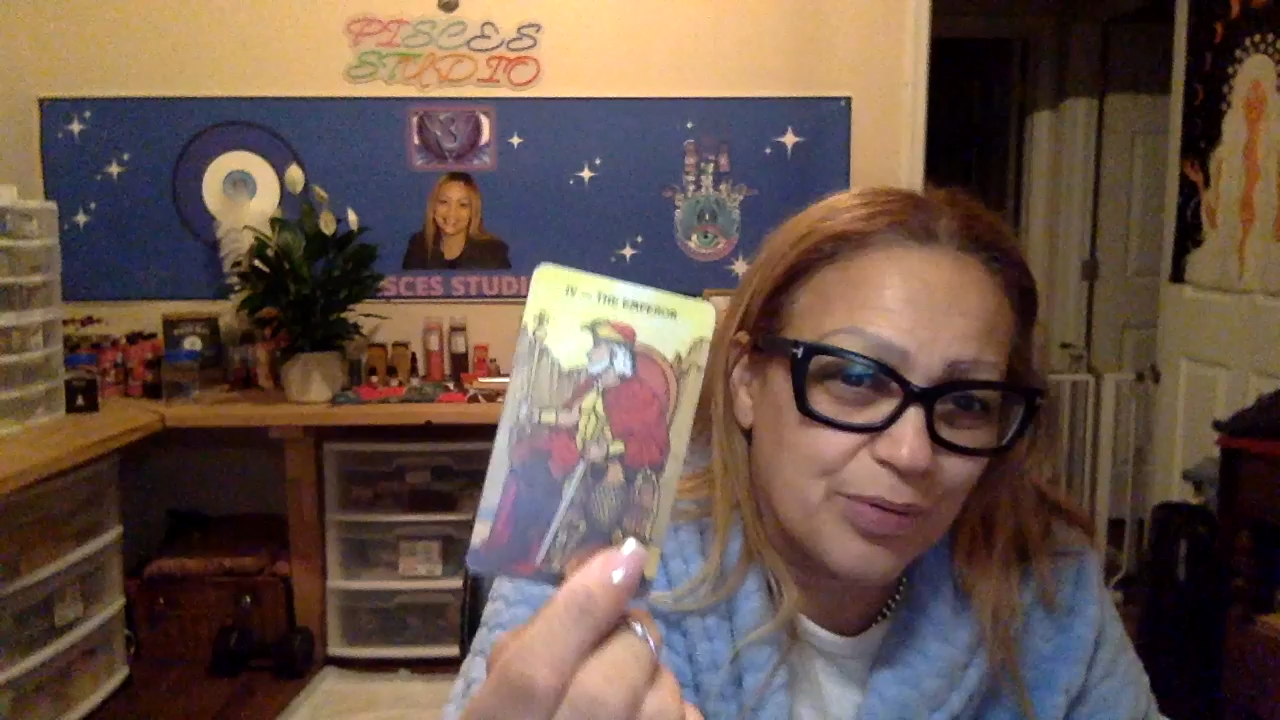 PISCES
STUDIO
SCES STUDI
IV — THE EMPEROR